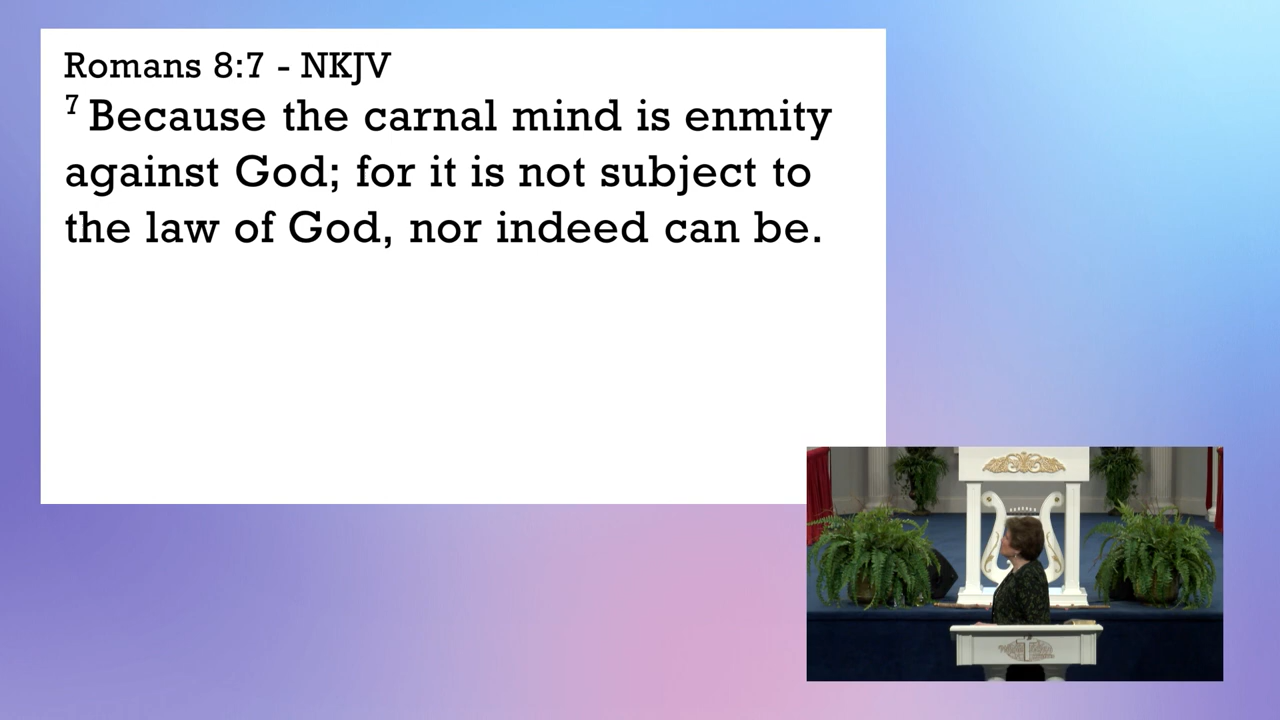 Romans 8:7 - NKJV
7 Because the carnal mind is enmity
against God; for it is not subject to
the law of God, nor indeed can be.